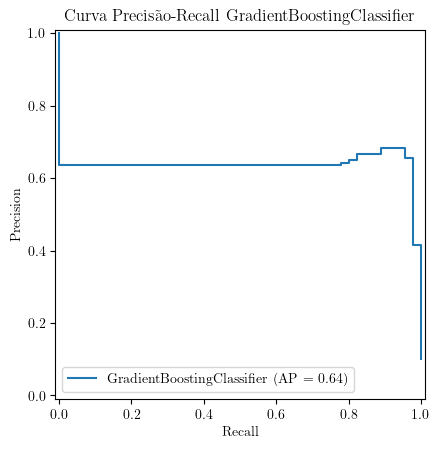 Curva Precisão-Recall GradientBoostingClassifier
1.0
0.8
0.6
0.4
0.2
0.0
Precision
GradientBoostingClassifier (AP = 0.64)
0.0 0.2 0.4 0.6 0.8 1.0
Recall